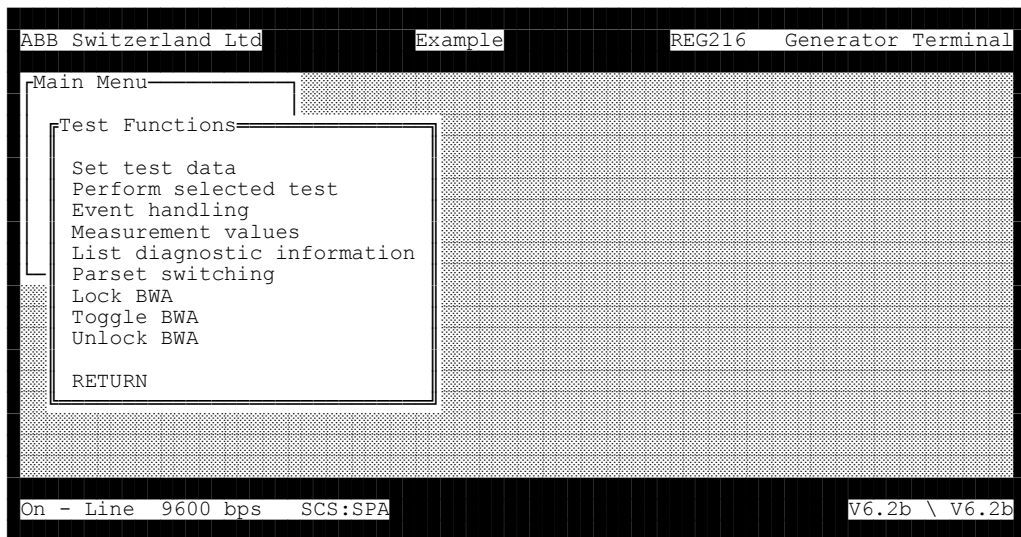 ABB Switzerland Ltd Example REG216 Generator Terminal
Main Menu
Test Functions
Set test data
Perform selected test
Event handling
Measurement values
List diagnostic information
Parset switching
Lock BWA
Toggle BWA
Unlock BWA
RETURN
On - Line 9600 bps SCS:SPA V6.2b \ V6.2b